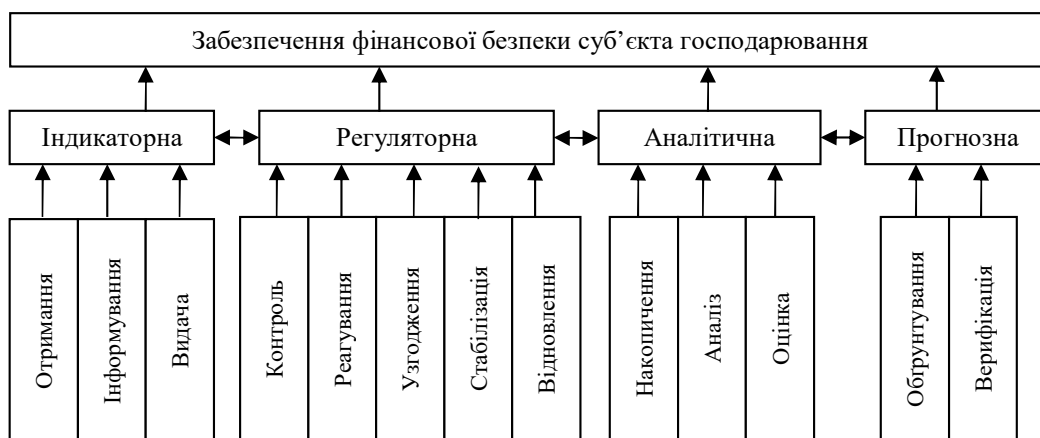 Забезпечення фінансової безпеки суб’єкта господарювання
Індикаторна
Регуляторна
Аналітична
Прогнозна
Отримання
Інформування
Видача
Контроль
Реагування
Узгодження
Стабілізація
Відновлення
Накопичення
Аналіз
Оцінка
Обґрунтування
Верифікація